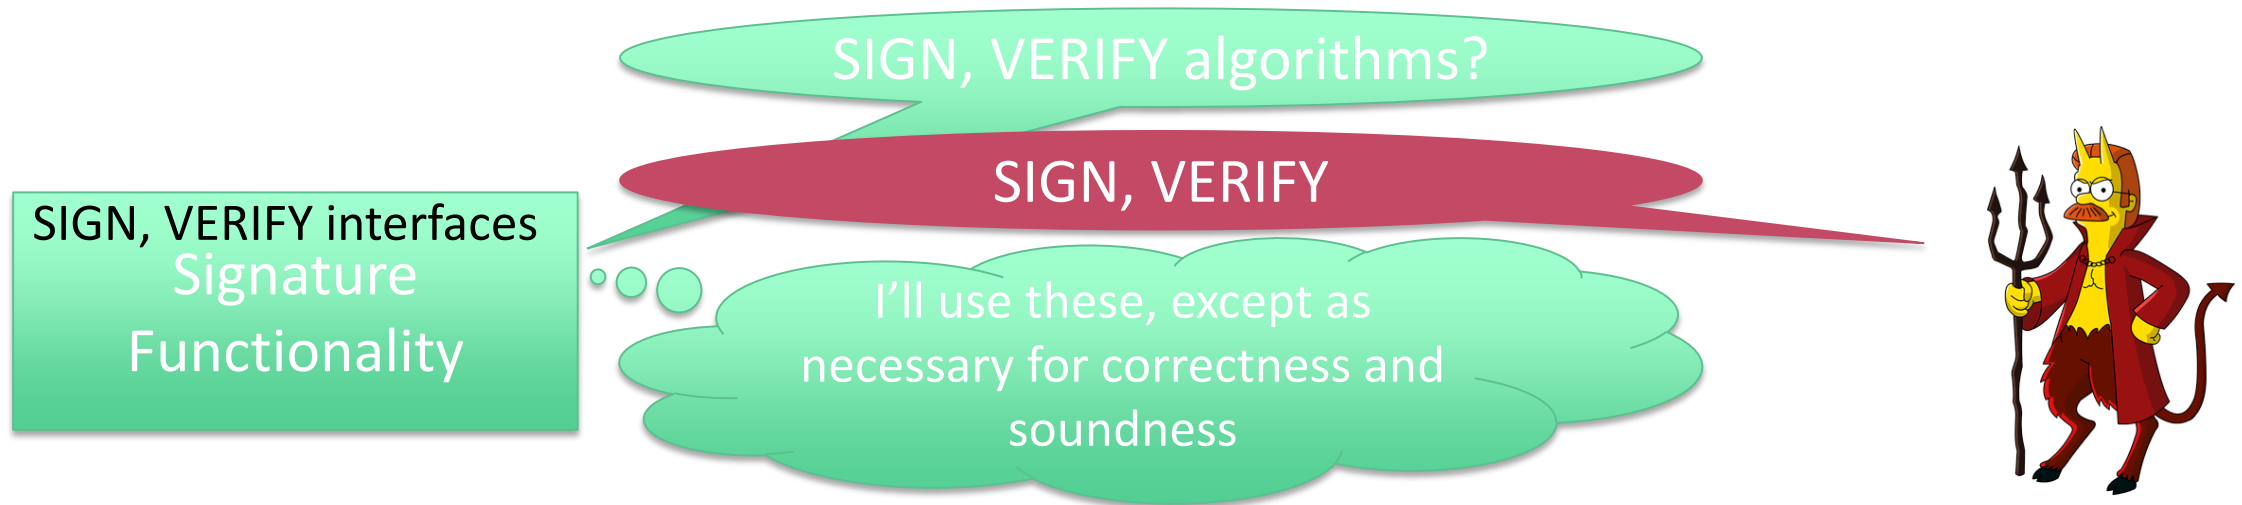 SIGN, VERIFY algorithms?
SIGN, VERIFY
SIGN, VERIFY interfaces
Signature
Functionality
I’ll use these, except as
necessary for correctness and
soundness